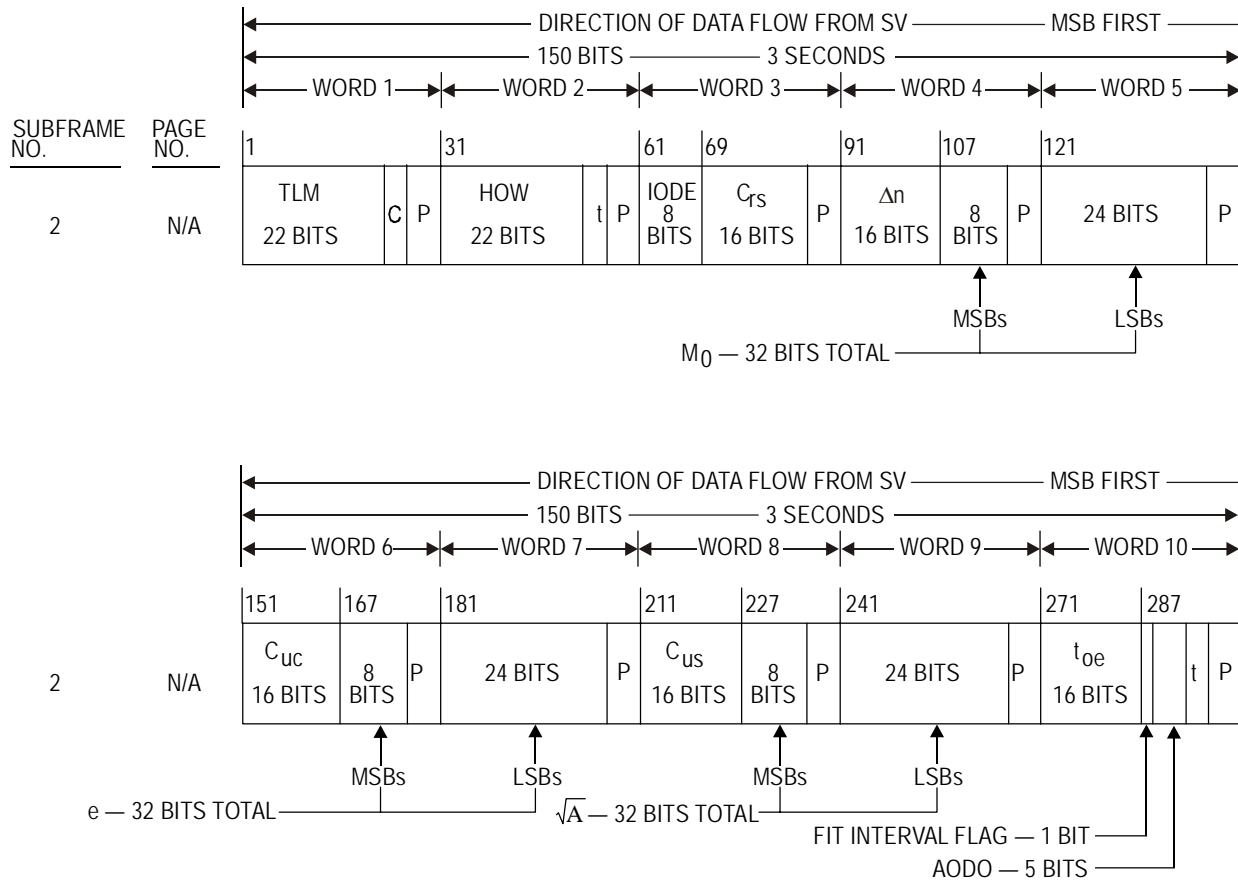 DIRECTION OF DATA FLOW FROM SV MSB FIRST
150 BITS 3 SECONDS
WORD 1 WORD 2 WORD 3 WORD 4 WORD 5
SUBFRAME NO. PAGE NO.
1 31 61 69 91 107 121
2 N/A
TLM 22 BITS C P HOW 22 BITS t P IODE 8 BITS Crs 16 BITS P Δn 16 BITS 8 BITS P 24 BITS P
MSBs LSBs
M0 — 32 BITS TOTAL
DIRECTION OF DATA FLOW FROM SV MSB FIRST
150 BITS 3 SECONDS
WORD 6 WORD 7 WORD 8 WORD 9 WORD 10
151 167 181 211 227 241 271 287
2 N/A
Cuc 16 BITS 8 BITS P 24 BITS P Cus 16 BITS 8 BITS P 24 BITS P toe 16 BITS t P
MSBs LSBs MSBs LSBs
e — 32 BITS TOTAL √A — 32 BITS TOTAL
FIT INTERVAL FLAG — 1 BIT
AODO — 5 BITS